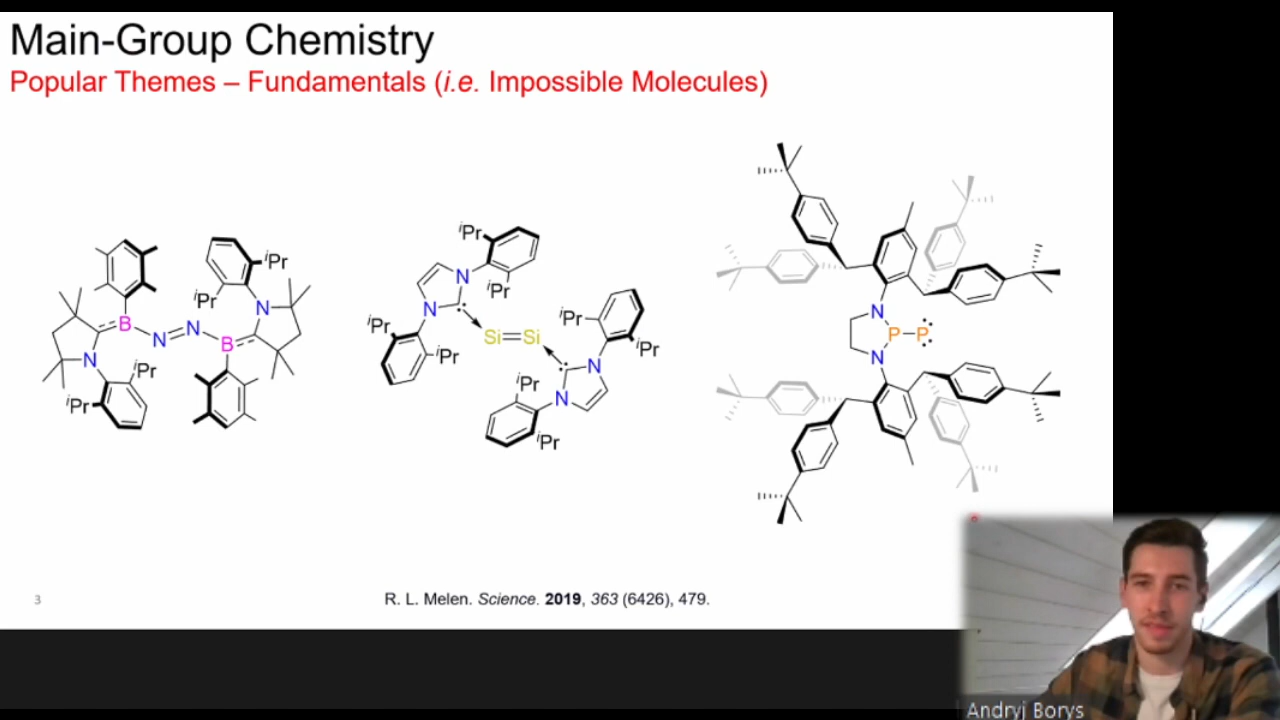 Main-Group Chemistry
Popular Themes – Fundamentals (i.e. Impossible Molecules)
iPr
iPr
N
B
N
N
B
N
iPr
iPr
iPr
iPr
N
N
iPr
iPr
Si
Si
iPr
iPr
N
iPr
N
iPr
N
P
P
N
3
R. L. Melen. Science. 2019, 363 (6426), 479.
Andryj Borys